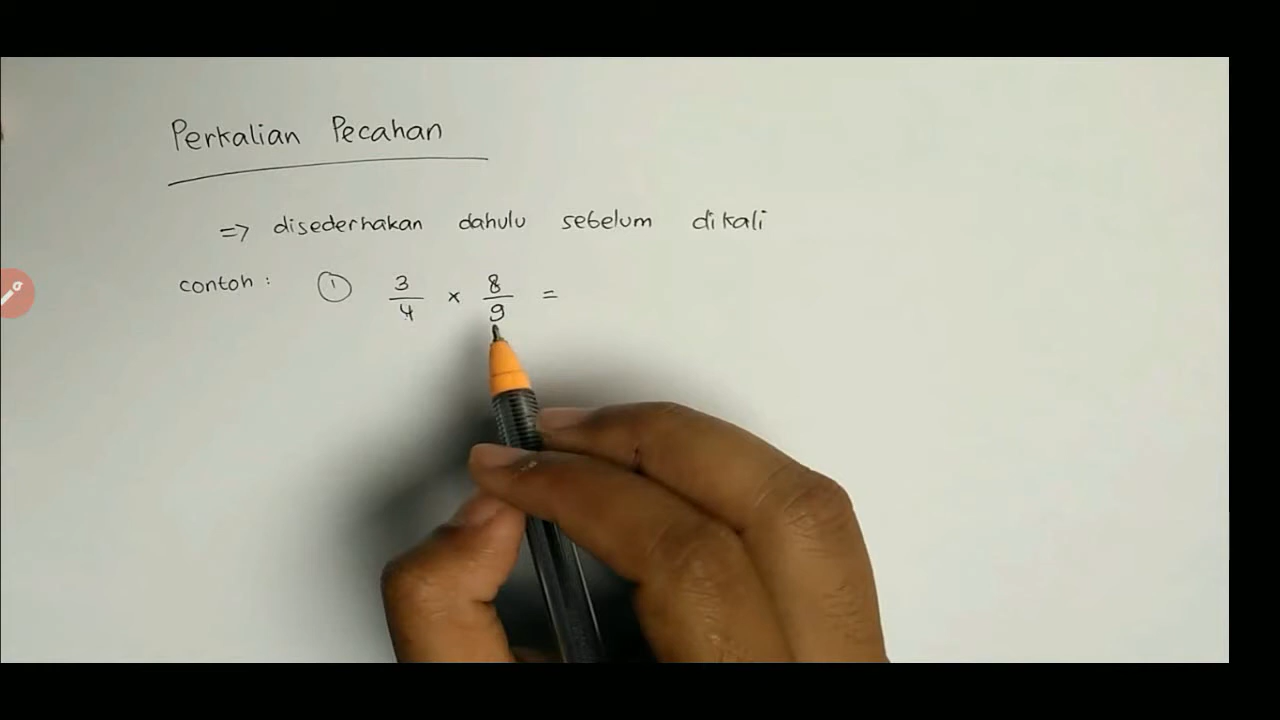 Perkalian Pecahan
=> disederhakan dahulu sebelum dikali
contoh : ① 3/4 × 8/9 =